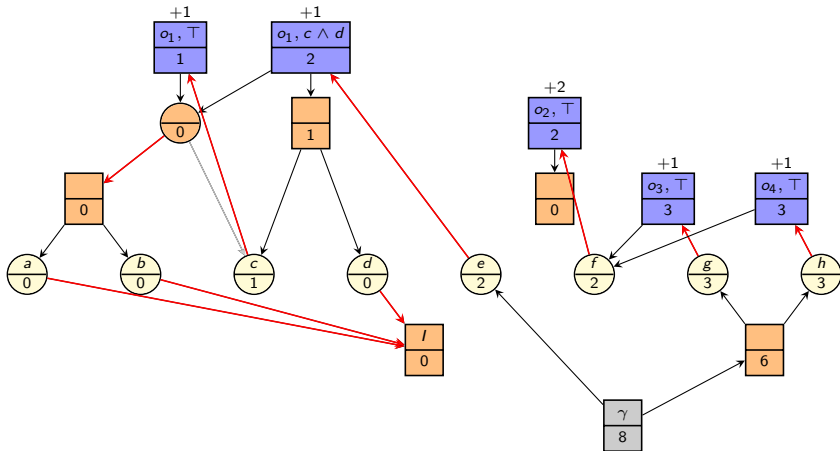 +1 +1
o₁, ⊤ o₁, c ∧ d
1 2
+2
o₂, ⊤
2
0 1
+1 +1
o₃, ⊤ o₄, ⊤
0 0 3 3
a b c d e f g h
0 0 1 0 2 2 3 3
I
0 6
γ
8